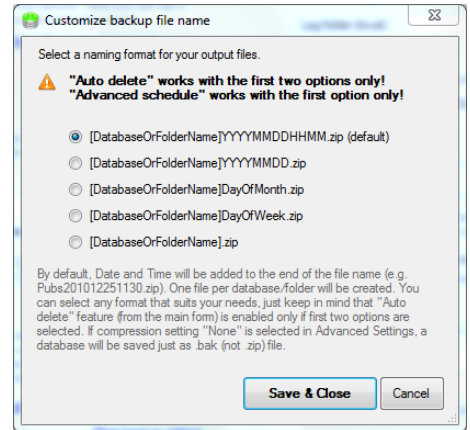 Customize backup file name
Select a naming format for your output files.
"Auto delete" works with the first two options only!
"Advanced schedule" works with the first option only!
[DatabaseOrFolderName]YYYYMMDDHHMM.zip (default)
[DatabaseOrFolderName]YYYYMMDD.zip
[DatabaseOrFolderName]DayOfMonth.zip
[DatabaseOrFolderName]DayOfWeek.zip
[DatabaseOrFolderName].zip
By default, Date and Time will be added to the end of the file name (e.g.
Pubs201012251130.zip). One file per database/folder will be created. You
can select any format that suits your needs, just keep in mind that "Auto
delete" feature (from the main form) is enabled only if first two options are
selected. If compression setting "None" is selected in Advanced Settings, a
database will be saved just as .bak (not .zip) file.
Save & Close
Cancel